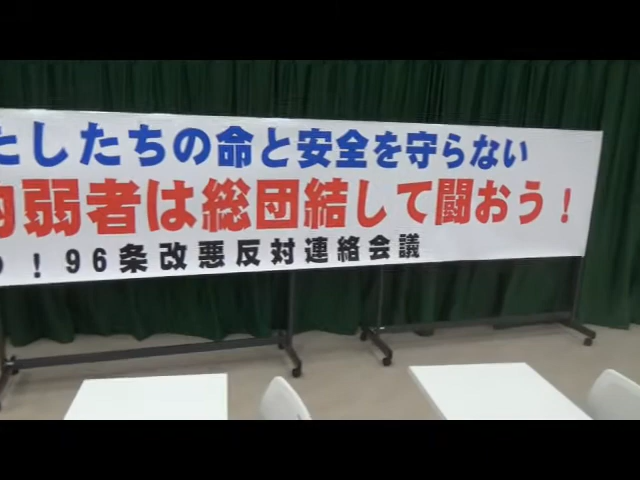 たしたちの命と安全を守らない
弱者は総団結して闘おう！
！96条改悪反対連絡会議